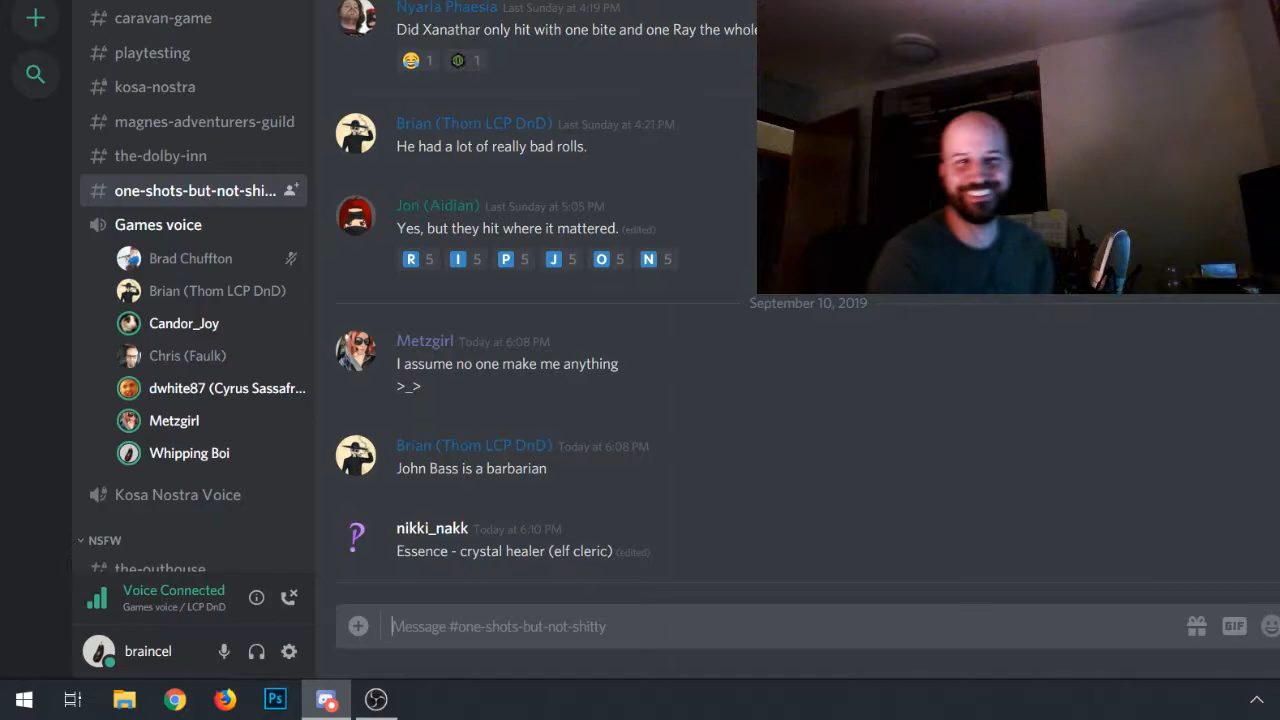 caravan-game
playtesting
kosa-nostra
magnes-adventurers-guild
the-dolby-inn
one-shots-but-not-shi...
Games voice
Brad Chuffton
Brian (Thom LCP DnD)
Candor_Joy
Chris (Faulk)
dwhite87 (Cyrus Sassafr...
Metzgirl
Whipping Boi
Kosa Nostra Voice
NSFW
the-outhouse
Voice Connected
Games voice / LCP DnD
braincel
Nyarla Phaesia Last Sunday at 4:19 PM
Did Xanathar only hit with one bite and one Ray the whole
😂 1 1
Brian (Thom LCP DnD) Last Sunday at 4:21 PM
He had a lot of really bad rolls.
Jon (Aidian) Last Sunday at 5:05 PM
Yes, but they hit where it mattered. (edited)
R 5 I 5 P 5 J 5 O 5 N 5
September 10, 2019
Metzgirl Today at 6:08 PM
I assume no one make me anything
>_>
Brian (Thom LCP DnD) Today at 6:08 PM
John Bass is a barbarian
nikki_nakk Today at 6:10 PM
Essence - crystal healer (elf cleric) (edited)
Message #one-shots-but-not-shitty
GIF
Ps